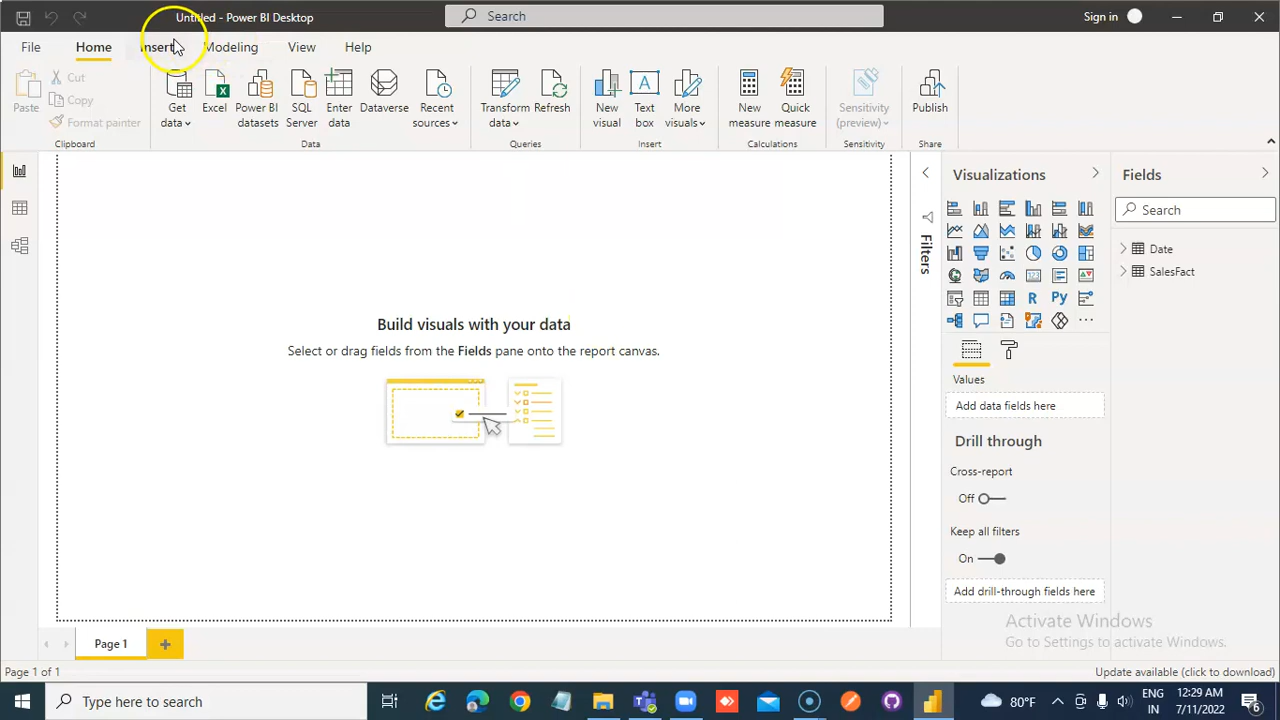 Untitled - Power BI Desktop
Search
Sign in
File
Home
Insert
Modeling
View
Help
Paste
Cut
Copy
Format painter
Get data
Excel
Power BI datasets
SQL Server
Enter data
Dataverse
Recent sources
Transform data
Refresh
New visual
Text box
More visuals
New measure
Quick measure
Sensitivity (preview)
Publish
Clipboard
Data
Queries
Insert
Calculations
Sensitivity
Share
Filters
Visualizations
Fields
Search
Date
SalesFact
R
Py
Build visuals with your data
Select or drag fields from the Fields pane onto the report canvas.
Values
Add data fields here
Drill through
Cross-report
Off
Keep all filters
On
Add drill-through fields here
Activate Windows
Go to Settings to activate Windows.
Page 1
Page 1 of 1
Update available (click to download)
Type here to search
80°F
ENG
IN
12:29 AM
7/11/2022
6